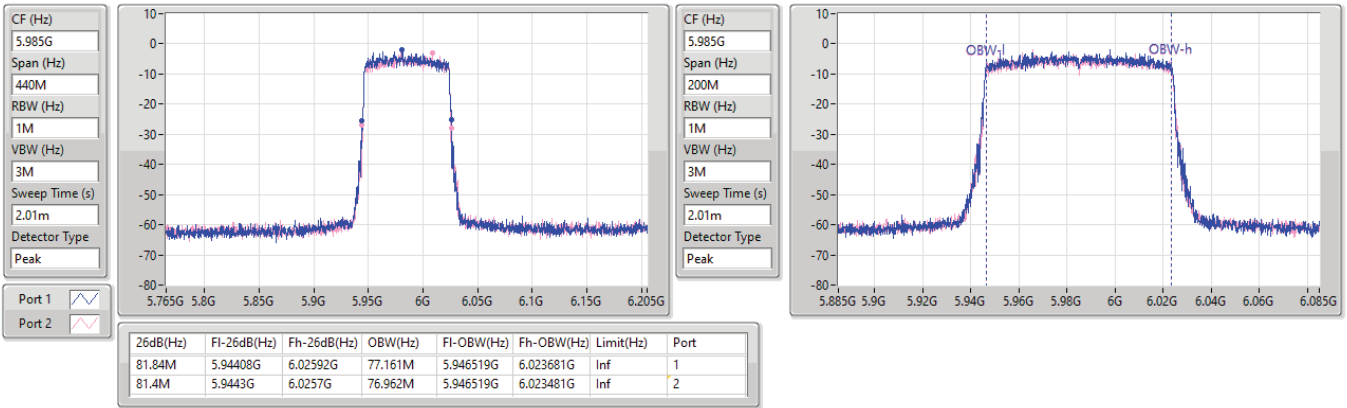 CF (Hz)
5.985G
Span (Hz)
440M
RBW (Hz)
1M
VBW (Hz)
3M
Sweep Time (s)
2.01m
Detector Type
Peak
Port 1
Port 2
10
0
-10
-20
-30
-40
-50
-60
-70
-80
5.765G 5.8G 5.85G 5.9G 5.95G 6G 6.05G 6.1G 6.15G 6.205G
CF (Hz)
5.985G
Span (Hz)
200M
RBW (Hz)
1M
VBW (Hz)
3M
Sweep Time (s)
2.01m
Detector Type
Peak
10
0
-10
-20
-30
-40
-50
-60
-70
-80
OBW-l OBW-h
5.885G 5.9G 5.92G 5.94G 5.96G 5.98G 6G 6.02G 6.04G 6.06G 6.085G
26dB(Hz) Fl-26dB(Hz) Fh-26dB(Hz) OBW(Hz) Fl-OBW(Hz) Fh-OBW(Hz) Limit(Hz) Port
81.84M 5.94408G 6.02592G 77.161M 5.946519G 6.023681G Inf 1
81.4M 5.9443G 6.0257G 76.962M 5.946519G 6.023481G Inf 2